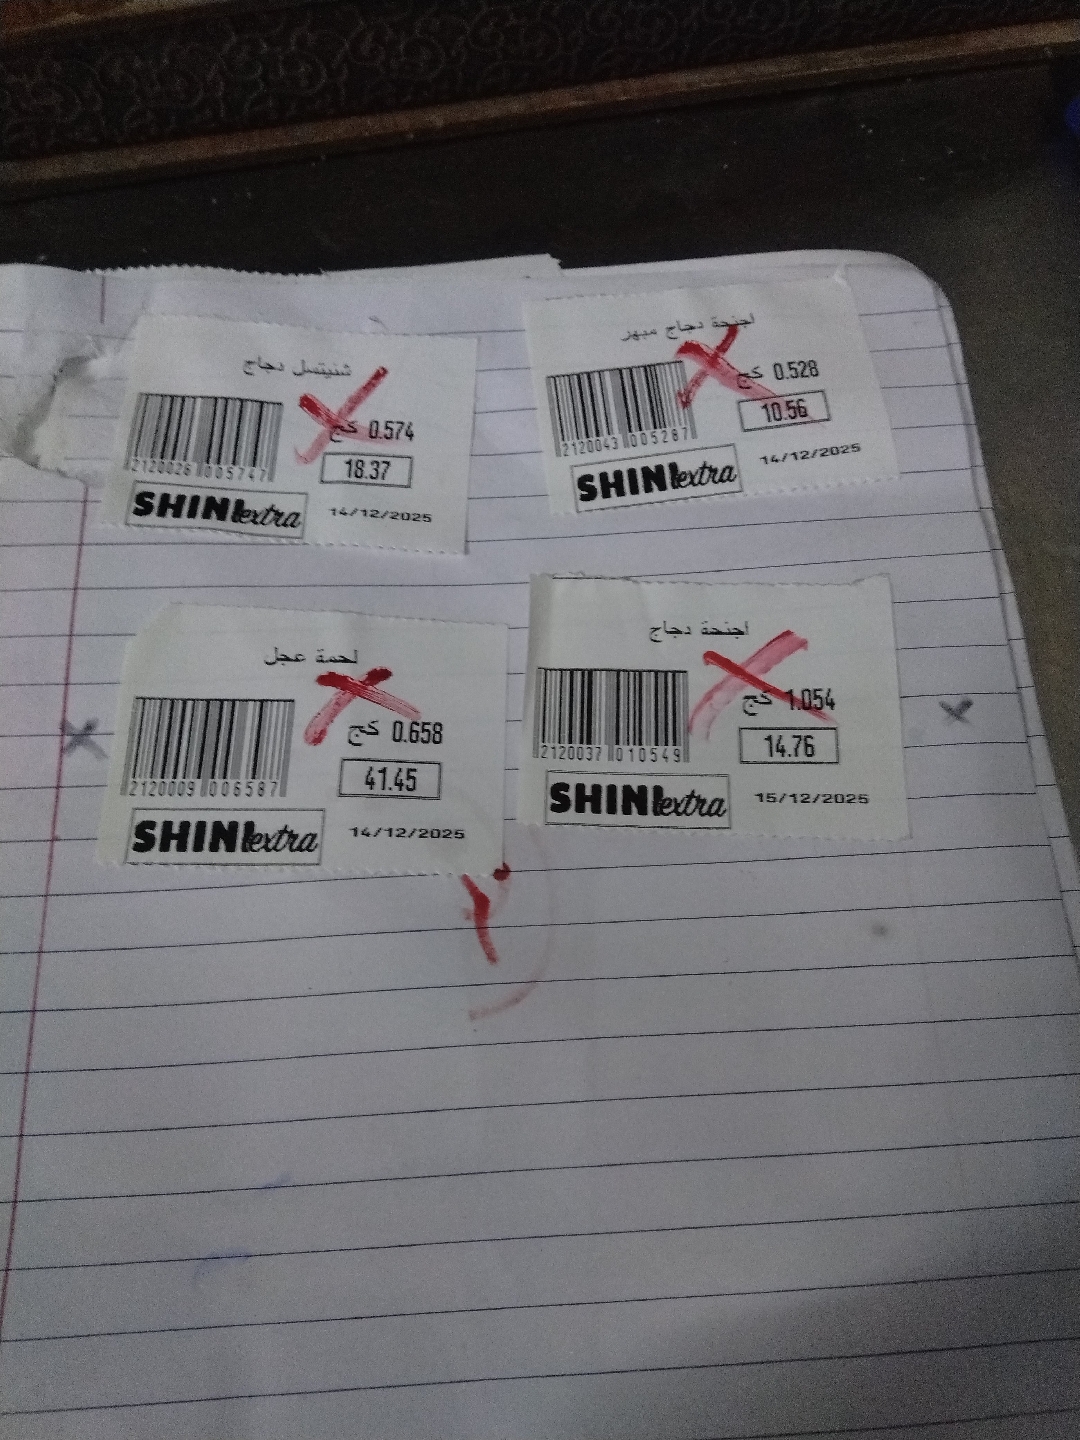 شنيتسل دجاج
0.574 كج
18.37
2120026 005747
SHINI extra
14/12/2025
اجنحة دجاج مبهر
0.528 كج
10.56
2120043 005287
SHINI extra
14/12/2025
لحمة عجل
0.658 كج
41.45
2120009 006587
SHINI extra
14/12/2025
اجنحة دجاج
1.054 كج
14.76
2120037 010549
SHINI extra
15/12/2025